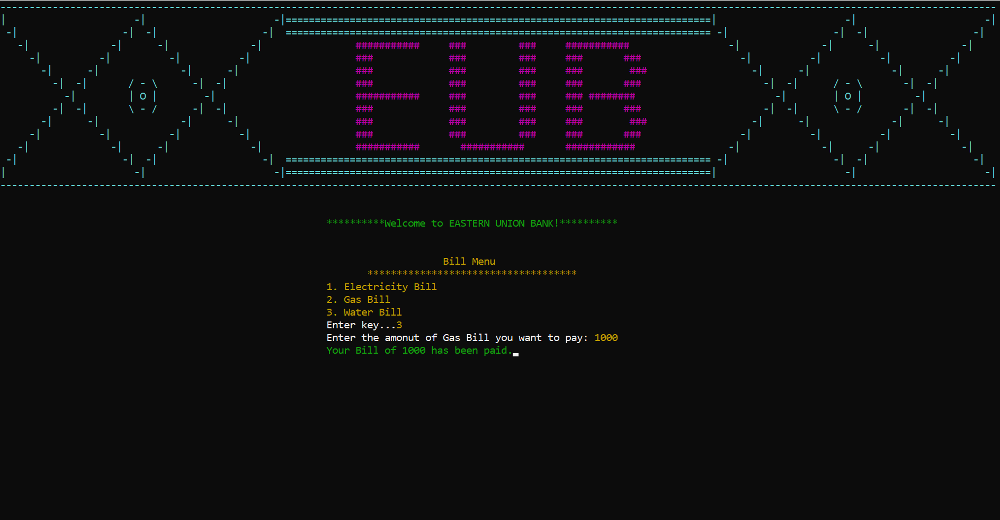 EUB
**********Welcome to EASTERN UNION BANK!**********
Bill Menu
************************************
1. Electricity Bill
2. Gas Bill
3. Water Bill
Enter key...3
Enter the amonut of Gas Bill you want to pay: 1000
Your Bill of 1000 has been paid.